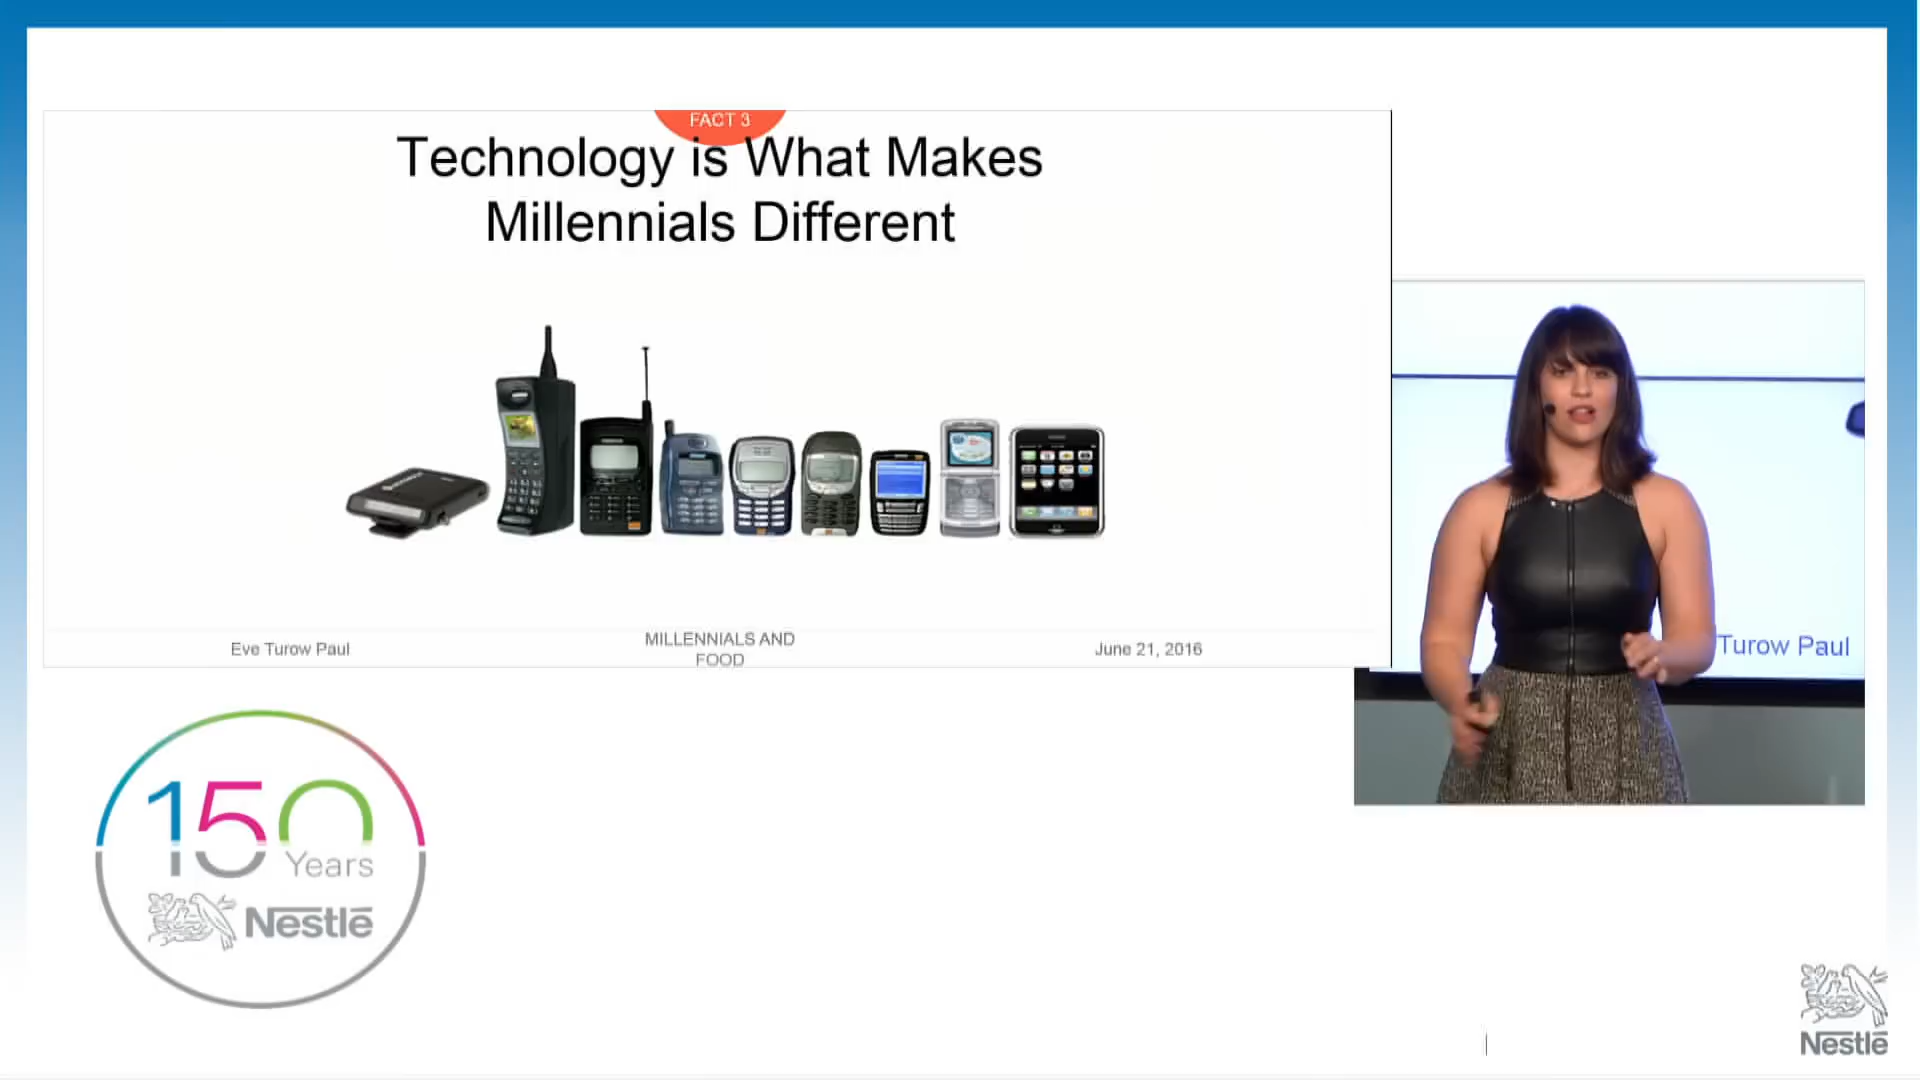 FACT 3
Technology is What Makes
Millennials Different
Eve Turow Paul
MILLENNIALS AND
FOOD
June 21, 2016
Turow Paul
150
Years
Nestlé
Nestlé